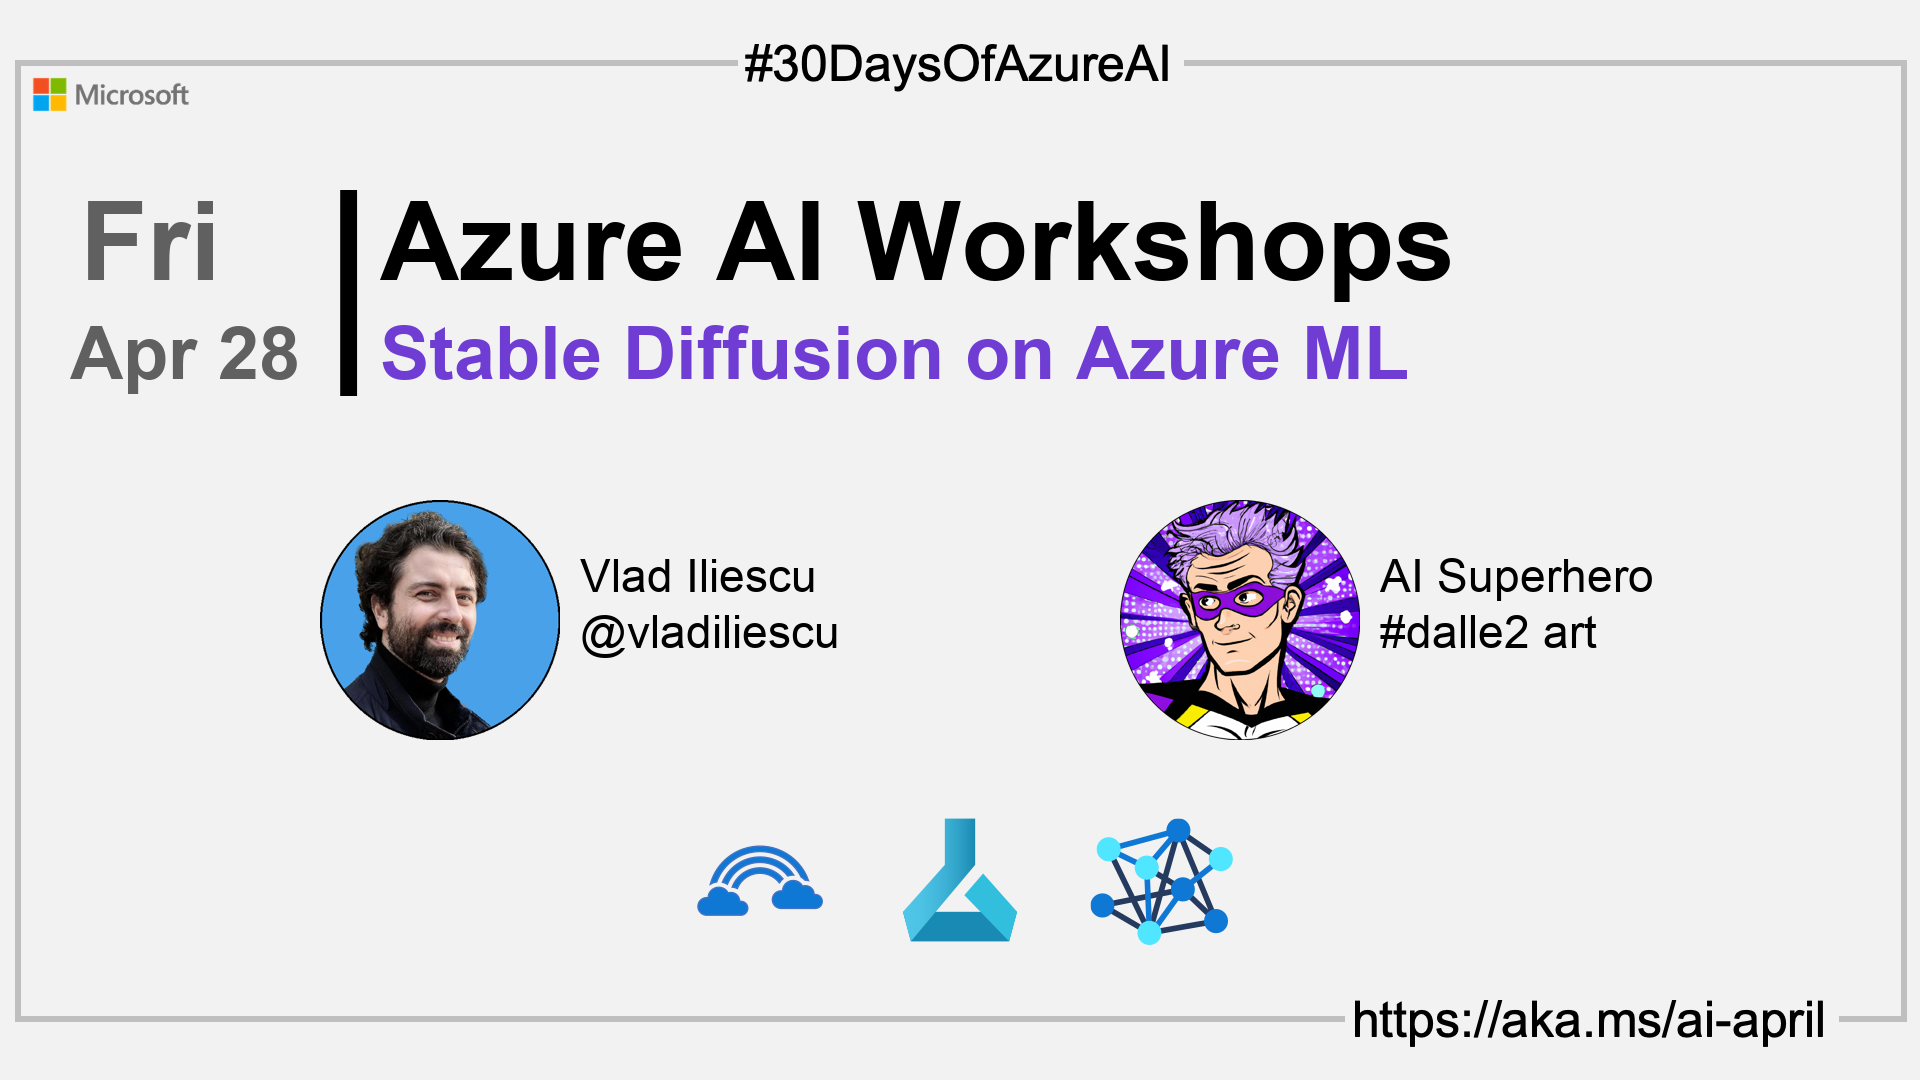 #30DaysOfAzureAI
Microsoft
Fri
Apr 28
Azure AI Workshops
Stable Diffusion on Azure ML
Vlad Iliescu
@vladiliescu
AI Superhero
#dalle2 art
https://aka.ms/ai-april